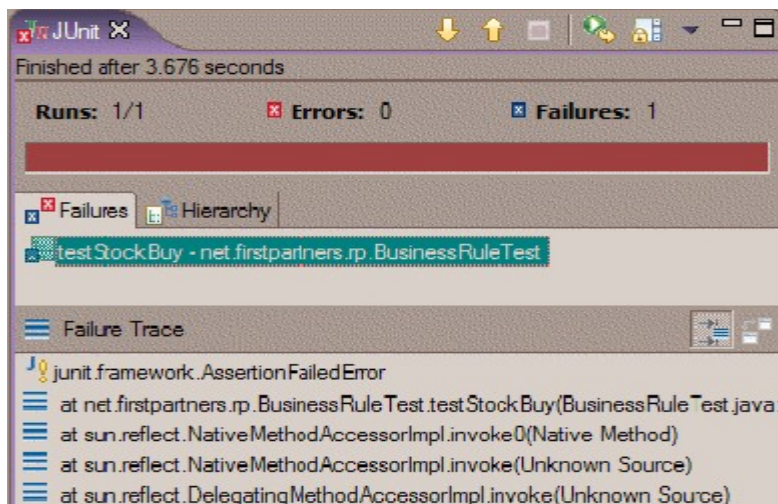 JUnit
Finished after 3.676 seconds
Runs: 1/1 Errors: 0 Failures: 1
Failures Hierarchy
testStockBuy - net.firstpartners.rp.BusinessRuleTest
Failure Trace
junit.framework.AssertionFailedError
at net.firstpartners.rp.BusinessRuleTest.testStockBuy(BusinessRuleTest.java:
at sun.reflect.NativeMethodAccessorImpl.invoke0(Native Method)
at sun.reflect.NativeMethodAccessorImpl.invoke(Unknown Source)
at sun.reflect.DelegatingMethodAccessorImpl.invoke(Unknown Source)